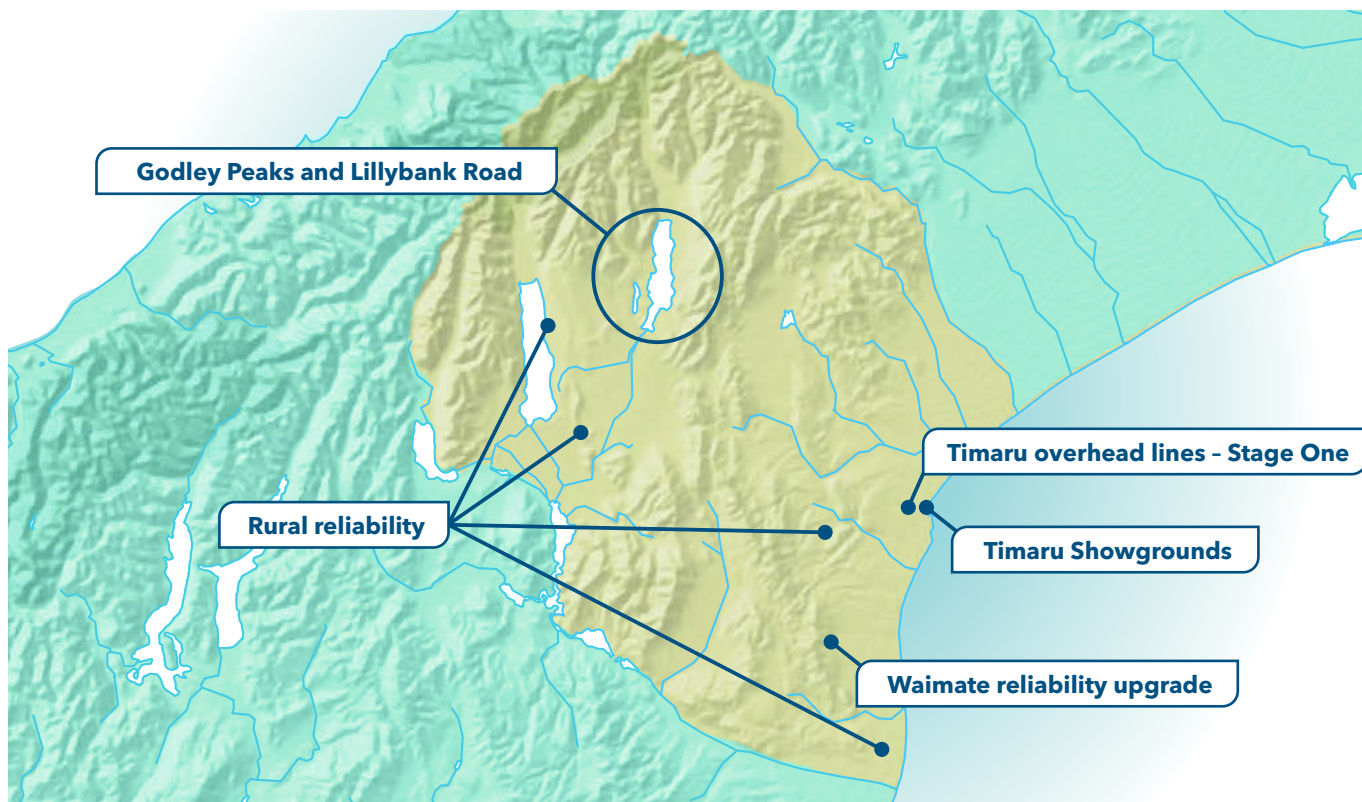 Godley Peaks and Lillybank Road
Timaru overhead lines – Stage One
Rural reliability
Timaru Showgrounds
Waimate reliability upgrade